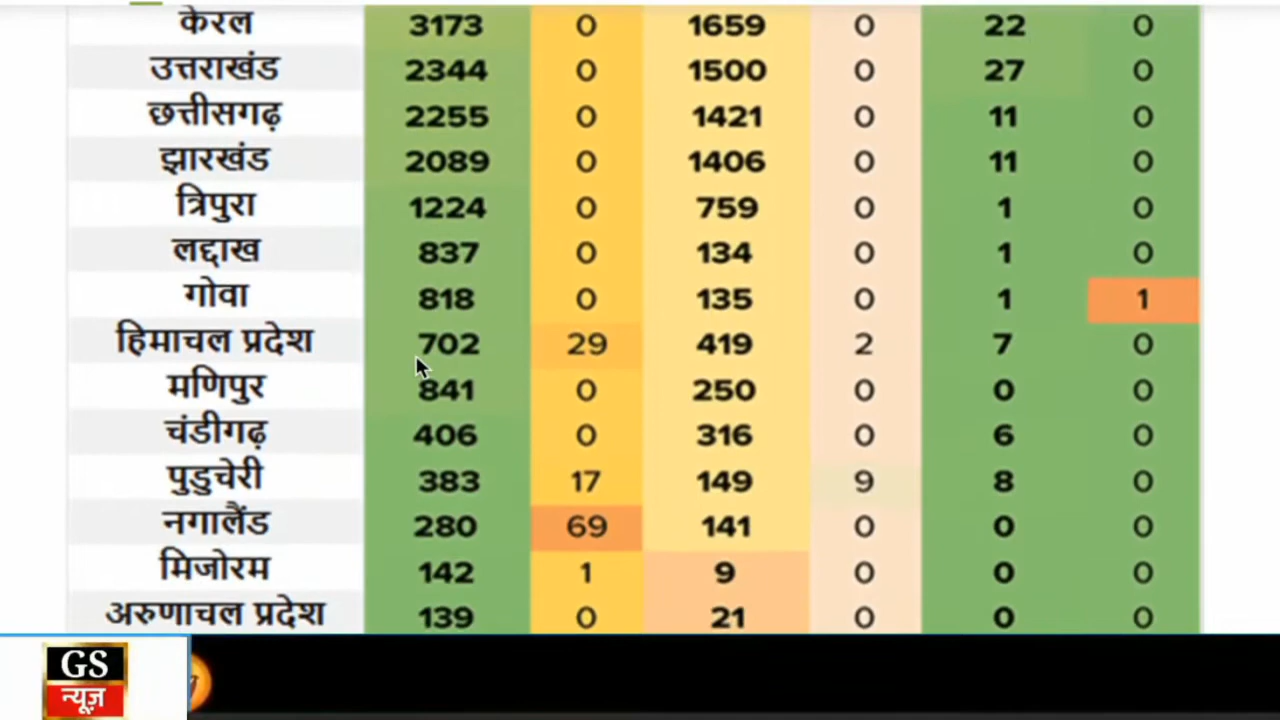 केरल 3173 0 1659 0 22 0
उत्तराखंड 2344 0 1500 0 27 0
छत्तीसगढ़ 2255 0 1421 0 11 0
झारखंड 2089 0 1406 0 11 0
त्रिपुरा 1224 0 759 0 1 0
लद्दाख 837 0 134 0 1 0
गोवा 818 0 135 0 1 1
हिमाचल प्रदेश 702 29 419 2 7 0
मणिपुर 841 0 250 0 0 0
चंडीगढ़ 406 0 316 0 6 0
पुडुचेरी 383 17 149 9 8 0
नगालैंड 280 69 141 0 0 0
मिजोरम 142 1 9 0 0 0
अरुणाचल प्रदेश 139 0 21 0 0 0
GS
न्यूज़